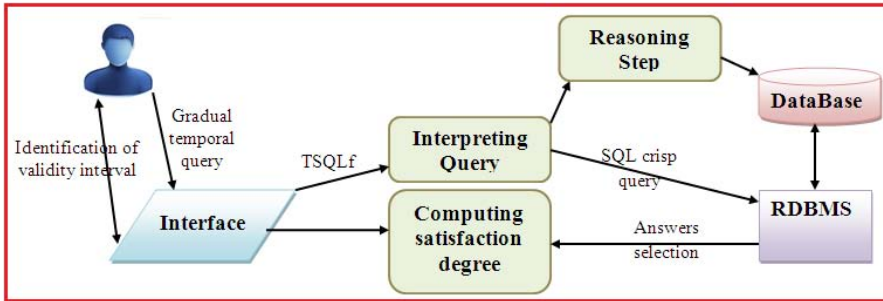 Reasoning
Step
DataBase
Gradual
temporal
query
Identification of
validity interval
TSQLf
Interpreting
Query
SQL crisp
query
Interface
Computing
satisfaction
degree
RDBMS
Answers
selection